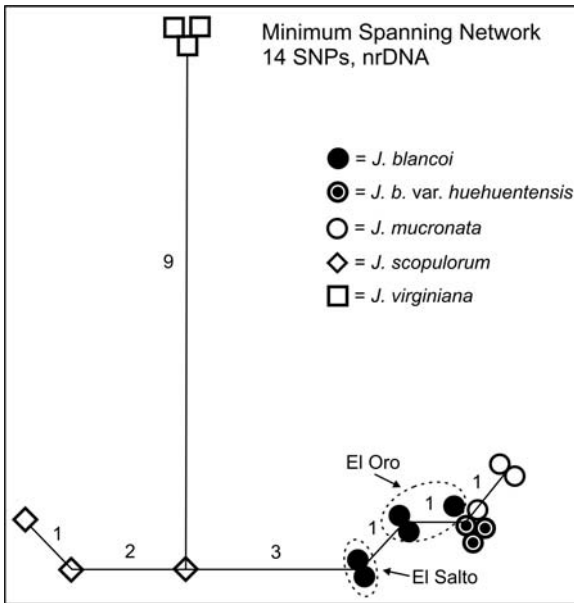 Minimum Spanning Network
14 SNPs, nrDNA
= J. blancoi
= J. b. var. huehuentensis
= J. mucronata
= J. scopulorum
= J. virginiana
9
El Oro
1
1
1
1
2
3
El Salto